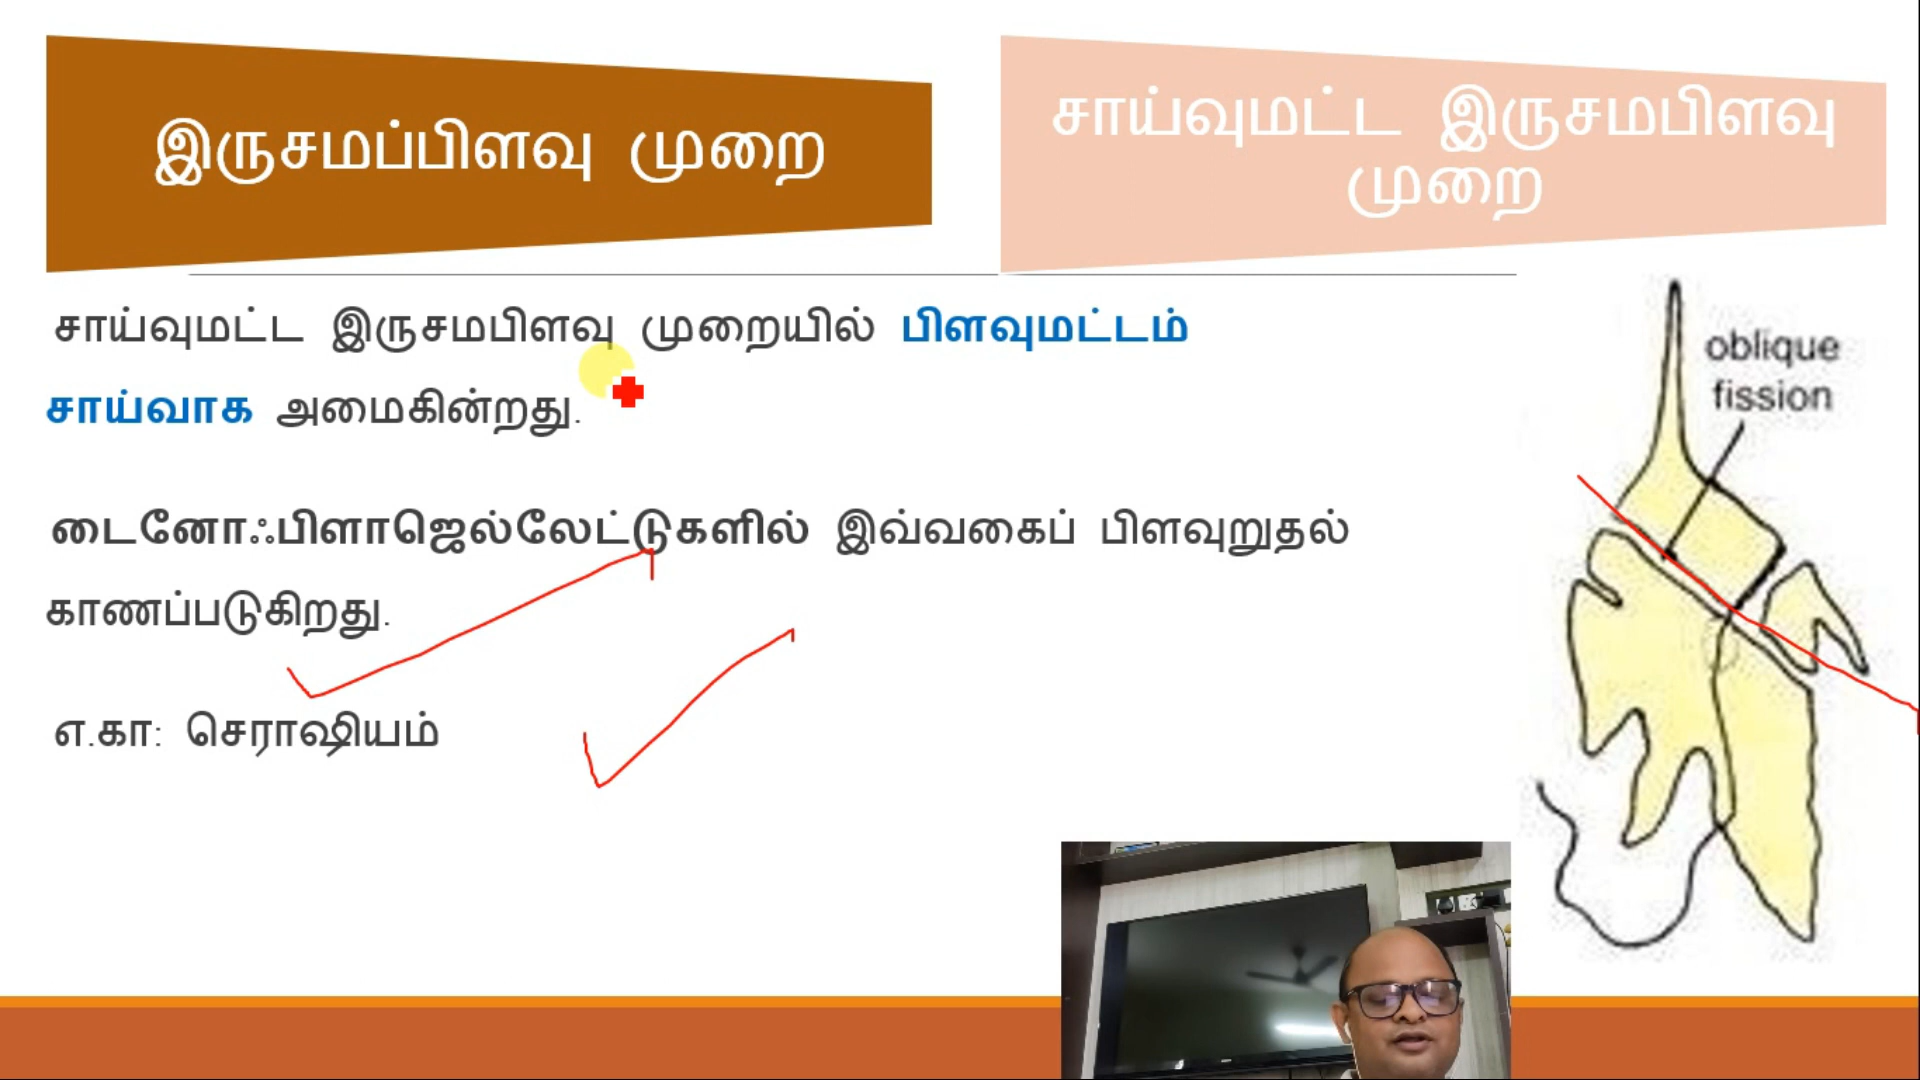 இருசமப்பிளவு முறை
சாய்வுமட்ட இருசமபிளவு
முறை
சாய்வுமட்ட இருசமபிளவு முறையில் பிளவுமட்டம்
சாய்வாக அமைகின்றது.
டைனோஃபிளாஜெல்லேட்டுகளில் இவ்வகைப் பிளவுறுதல்
காணப்படுகிறது.
எ.கா: செராஷியம்
oblique
fission